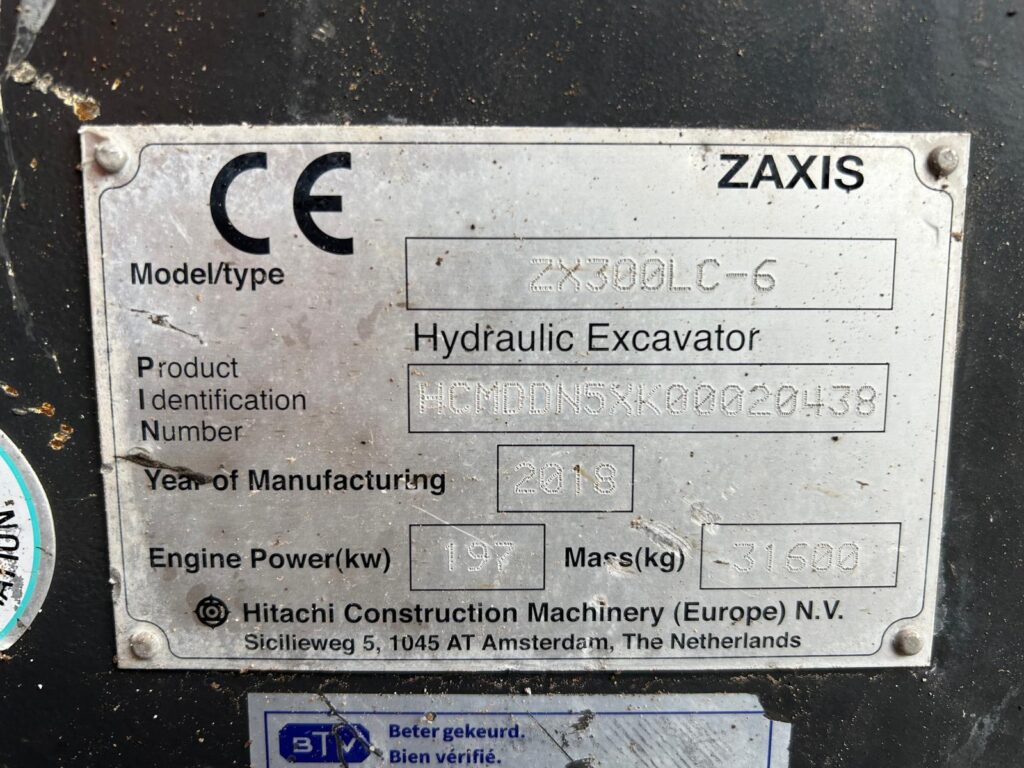 CE
ZAXIS
Model/type ZX300LC-6
Hydraulic Excavator
Product
Identification
Number
HCMDDN5XK00020438
Year of Manufacturing 2018
Engine Power(kw) 197 Mass(kg) 31600
Hitachi Construction Machinery (Europe) N.V.
Sicilieweg 5, 1045 AT Amsterdam, The Netherlands
BTV
Beter gekeurd.
Bien vérifié.